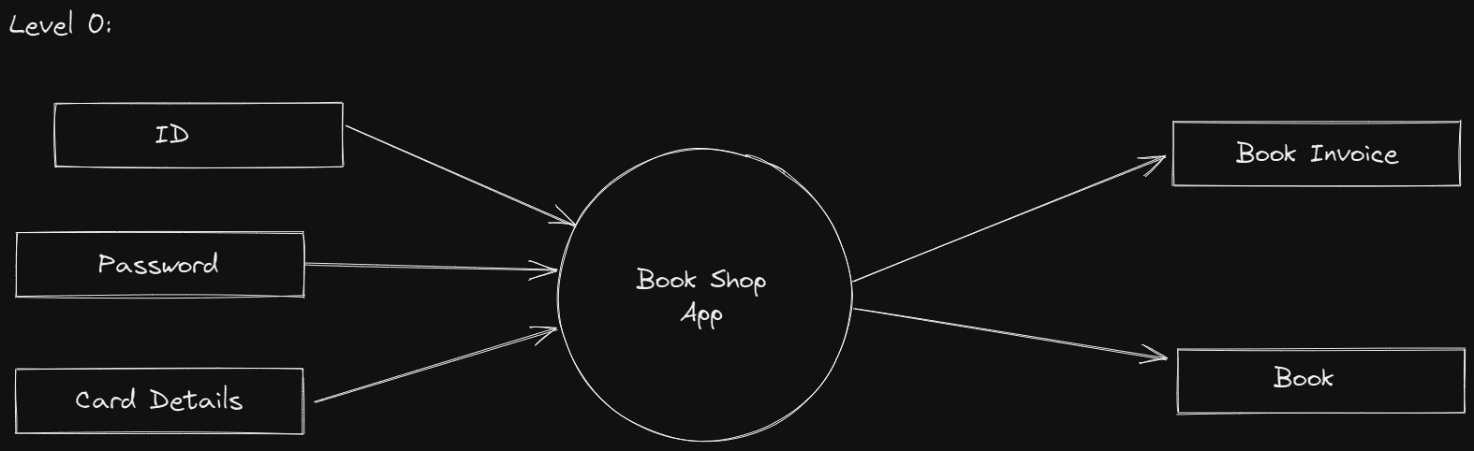 Level 0:
ID
Password
Card Details
Book Shop
App
Book Invoice
Book